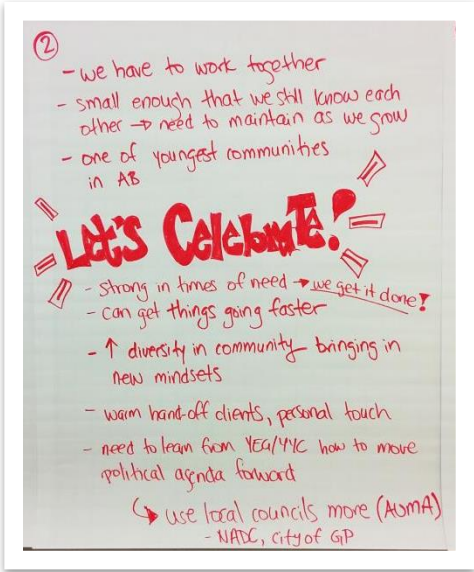 ②
- we have to work together
- small enough that we still know each
other → need to maintain as we grow
- one of youngest communities
in AB
LET'S CELEBRATE!
- strong in times of need → we get it done!
- can get things going faster
- ↑ diversity in community bringing in
new mindsets
- warm hand-off clients, personal touch
- need to learn from YEG/YYC how to move
political agenda forward
↳ use local councils more (AUMA)
- NADC, City of GP